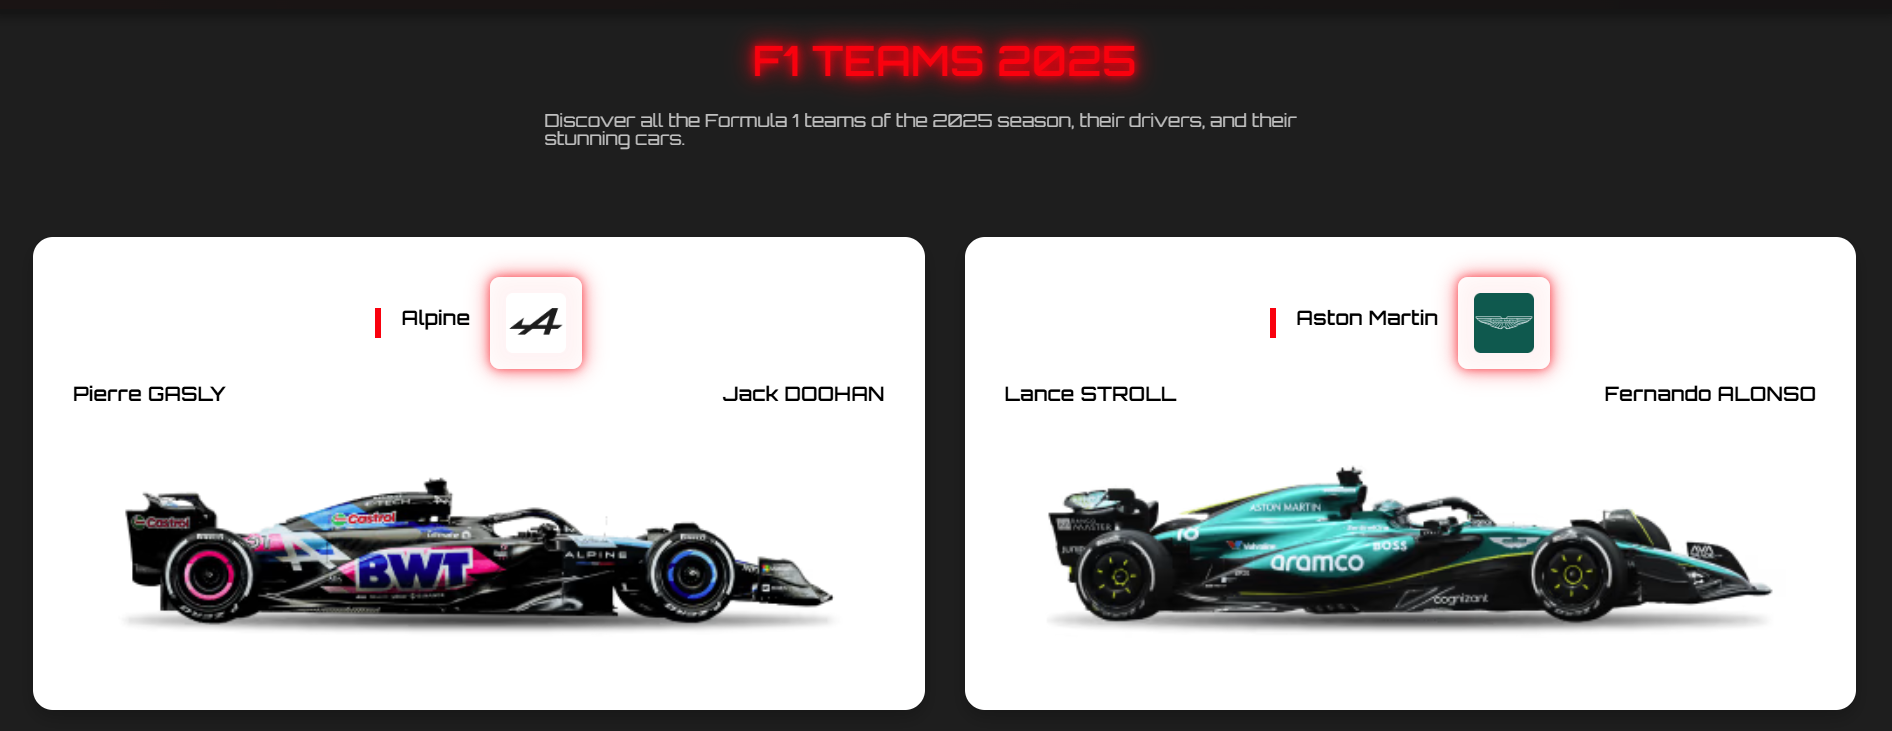 F1 TEAMS 2025
Discover all the Formula 1 teams of the 2025 season, their drivers, and their
stunning cars.
Alpine
Pierre GASLY
Jack DOOHAN
Castrol
Castrol
BWT
ALPINE
Aston Martin
Lance STROLL
Fernando ALONSO
ASTON MARTIN
Valvoline
aramco
BOSS
cognizant